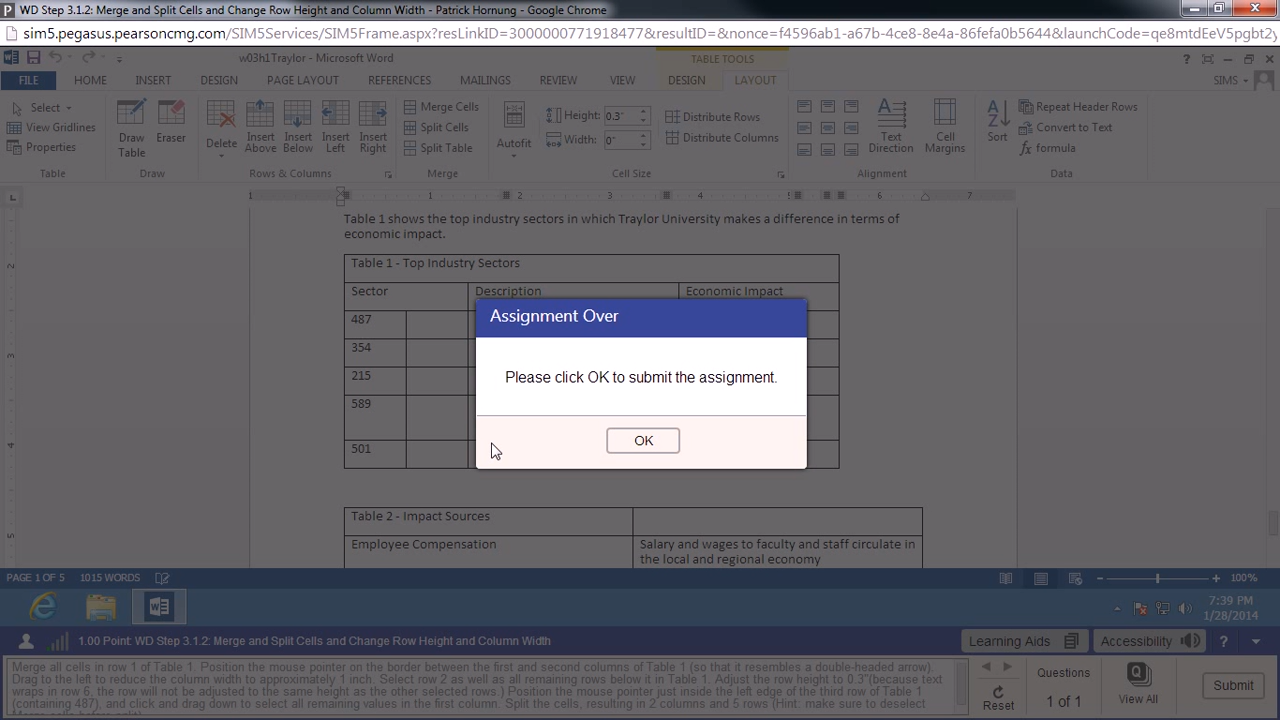 WD Step 3.1.2: Merge and Split Cells and Change Row Height and Column Width - Patrick Hornung - Google Chrome
sim5.pegasus.pearsoncmg.com/SIM5Services/SIM5Frame.aspx?resLinkID=3000000771918477&resultID=&nonce=f4596ab1-a67b-4ce8-8e4a-86fefa0b5644&launchCode=qe8mtdEeV5pgbt2y
w03h1Traylor - Microsoft Word
TABLE TOOLS
FILE HOME INSERT DESIGN PAGE LAYOUT REFERENCES MAILINGS REVIEW VIEW DESIGN LAYOUT SIMS
Select Merge Cells Height: 0.3" Distribute Rows Repeat Header Rows
View Gridlines Split Cells Convert to Text
Properties Split Table Width: 0" Distribute Columns formula
Draw Table Eraser Delete Insert Above Insert Below Insert Left Insert Right Autofit Text Direction Cell Margins Sort
Table Draw Rows & Columns Merge Cell Size Alignment Data
1 1 2 3 4 5 6 7
Table 1 shows the top industry sectors in which Traylor University makes a difference in terms of
economic impact.
Table 1 - Top Industry Sectors
Sector Description Economic Impact
487
354
215
589
501
Assignment Over
Please click OK to submit the assignment.
OK
2
3
4
5
Table 2 - Impact Sources
Employee Compensation Salary and wages to faculty and staff circulate in
the local and regional economy
PAGE 1 OF 5 1015 WORDS 100%
7:39 PM
1/28/2014
1.00 Point: WD Step 3.1.2: Merge and Split Cells and Change Row Height and Column Width Learning Aids Accessibility ?
Merge all cells in row 1 of Table 1. Position the mouse pointer on the border between the first and second columns of Table 1 (so that it resembles a double-headed arrow).
Drag to the left to reduce the column width to approximately 1 inch. Select row 2 as well as all remaining rows below it in Table 1. Adjust the row height to 0.3"(because text
wraps in row 6, the row will not be adjusted to the same height as the other selected rows.) Position the mouse pointer just inside the left edge of the third row of Table 1
(containing 487), and click and drag down to select all remaining values in the first column. Split the cells, resulting in 2 columns and 5 rows (Hint: make sure to deselect
Merge cells before split)
Reset
Questions
1 of 1
View All
Submit